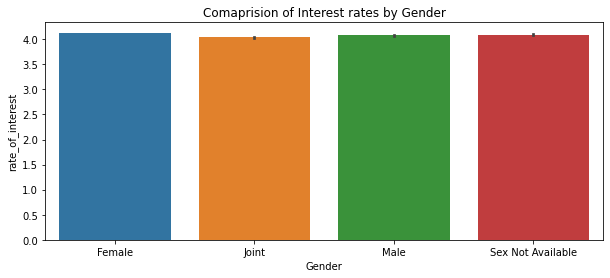 Comaprision of Interest rates by Gender
rate_of_interest
4.0
3.5
3.0
2.5
2.0
1.5
1.0
0.5
0.0
Female Joint Male Sex Not Available
Gender